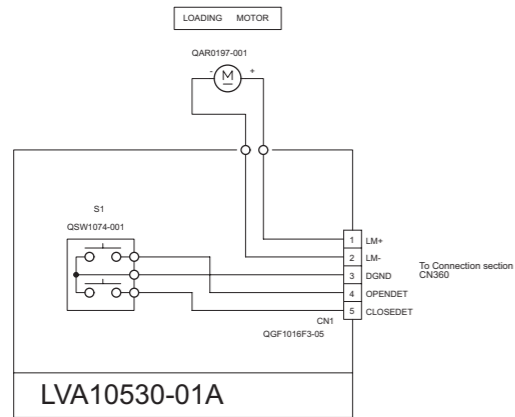 LOADING MOTOR
QAR0197-001
- M +
S1
QSW1074-001
1 LM+
2 LM-
3 DGND
4 OPENDET
5 CLOSEDET
To Connection section
CN360
CN1
QGF1016F3-05
LVA10530-01A